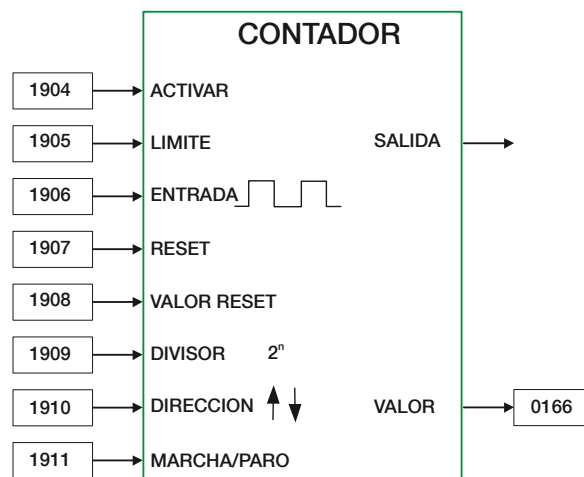 CONTADOR
1904 ACTIVAR
1905 LIMITE SALIDA
1906 ENTRADA
1907 RESET
1908 VALOR RESET
1909 DIVISOR 2ⁿ
1910 DIRECCION VALOR 0166
1911 MARCHA/PARO